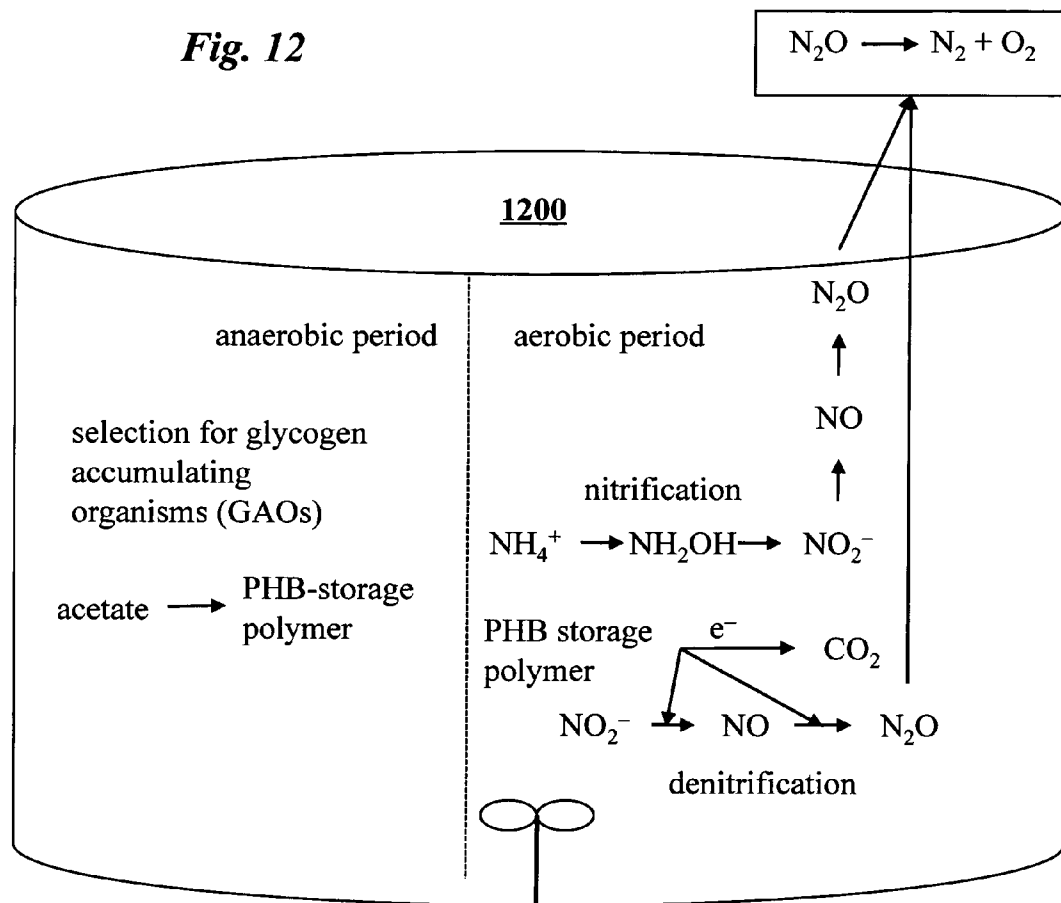 Fig. 12
N₂O → N₂ + O₂
1200
anaerobic period
aerobic period
selection for glycogen
accumulating
organisms (GAOs)
acetate → PHB-storage
polymer
N₂O
NO
nitrification
NH₄⁺ → NH₂OH → NO₂⁻
PHB storage
polymer
e⁻
CO₂
NO₂⁻ → NO → N₂O
denitrification